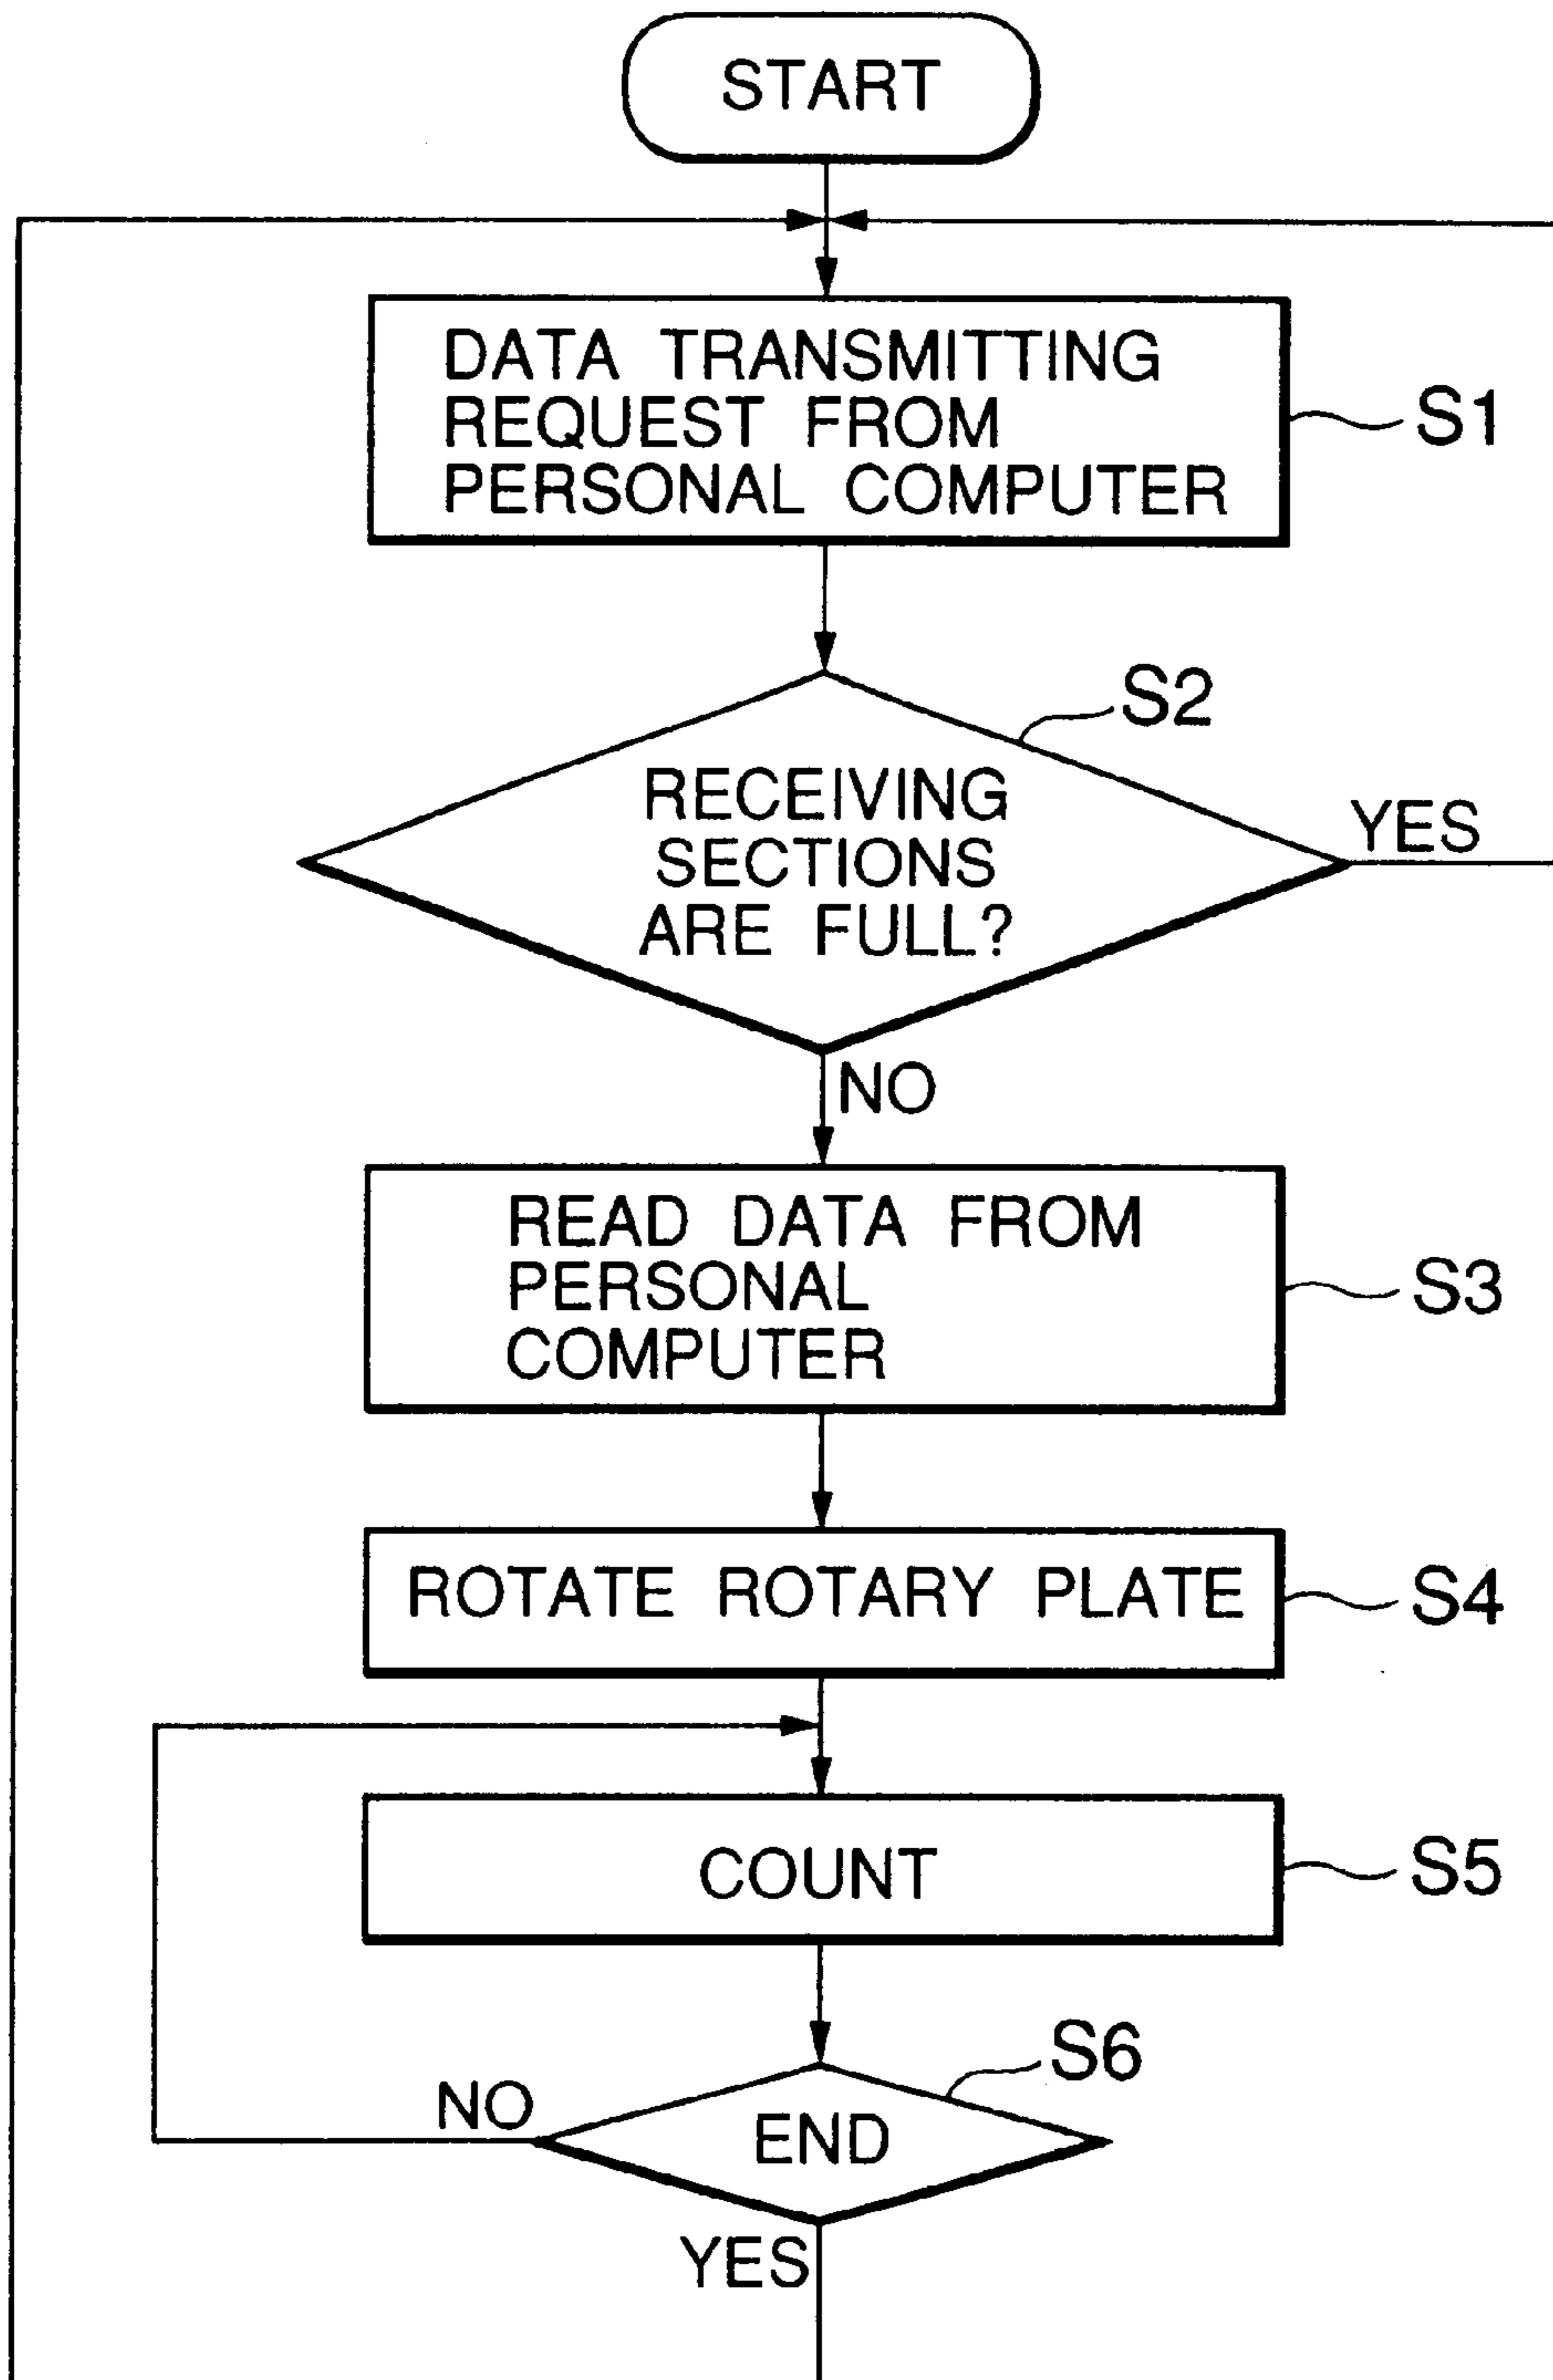 START
DATA TRANSMITTING
REQUEST FROM
PERSONAL COMPUTER
S1
S2
RECEIVING
SECTIONS
ARE FULL?
YES
NO
READ DATA FROM
PERSONAL
COMPUTER
S3
ROTATE ROTARY PLATE
S4
COUNT
S5
S6
NO
END
YES